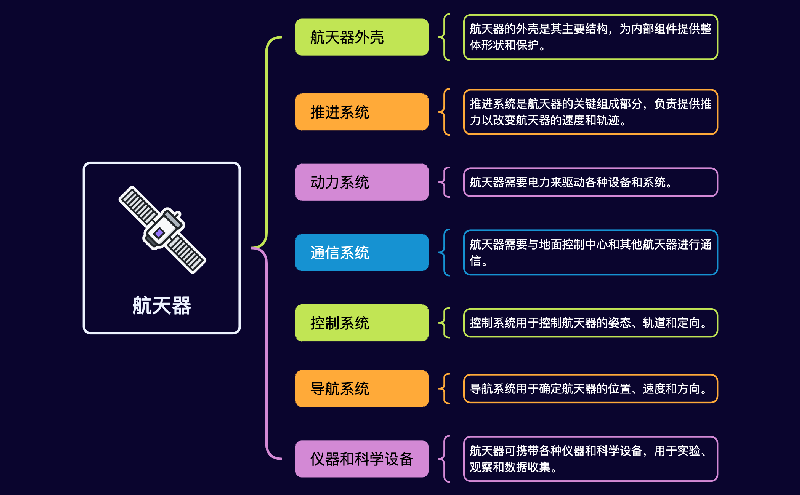 航天器
航天器外壳
航天器的外壳是其主要结构，为内部组件提供整
体形状和保护。
推进系统
推进系统是航天器的关键组成部分，负责提供推
力以改变航天器的速度和轨迹。
动力系统
航天器需要电力来驱动各种设备和系统。
通信系统
航天器需要与地面控制中心和其他航天器进行通
信。
控制系统
控制系统用于控制航天器的姿态、轨道和定向。
导航系统
导航系统用于确定航天器的位置、速度和方向。
仪器和科学设备
航天器可携带各种仪器和科学设备，用于实验、
观察和数据收集。